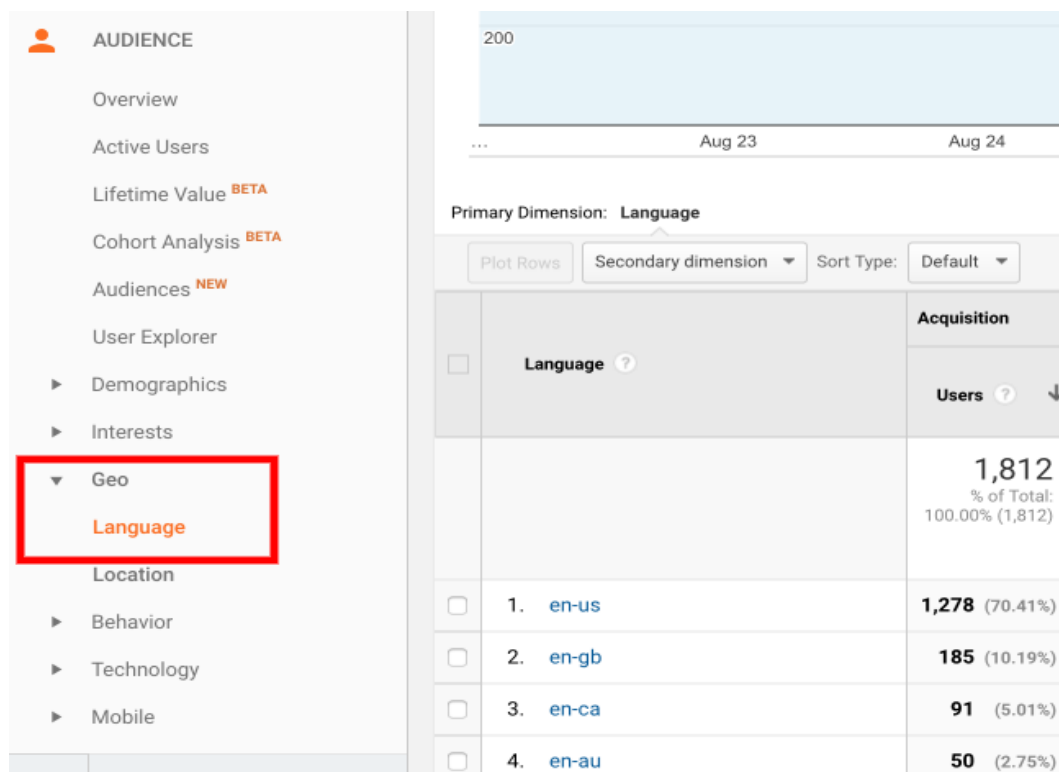 AUDIENCE
Overview
Active Users
Lifetime Value BETA
Cohort Analysis BETA
Audiences NEW
User Explorer
Demographics
Interests
Geo
Language
Location
Behavior
Technology
Mobile
200
... Aug 23 Aug 24
Primary Dimension: Language
Plot Rows Secondary dimension Sort Type: Default
Acquisition
Language ?
Users ?
1,812
% of Total:
100.00% (1,812)
1. en-us 1,278 (70.41%)
2. en-gb 185 (10.19%)
3. en-ca 91 (5.01%)
4. en-au 50 (2.75%)